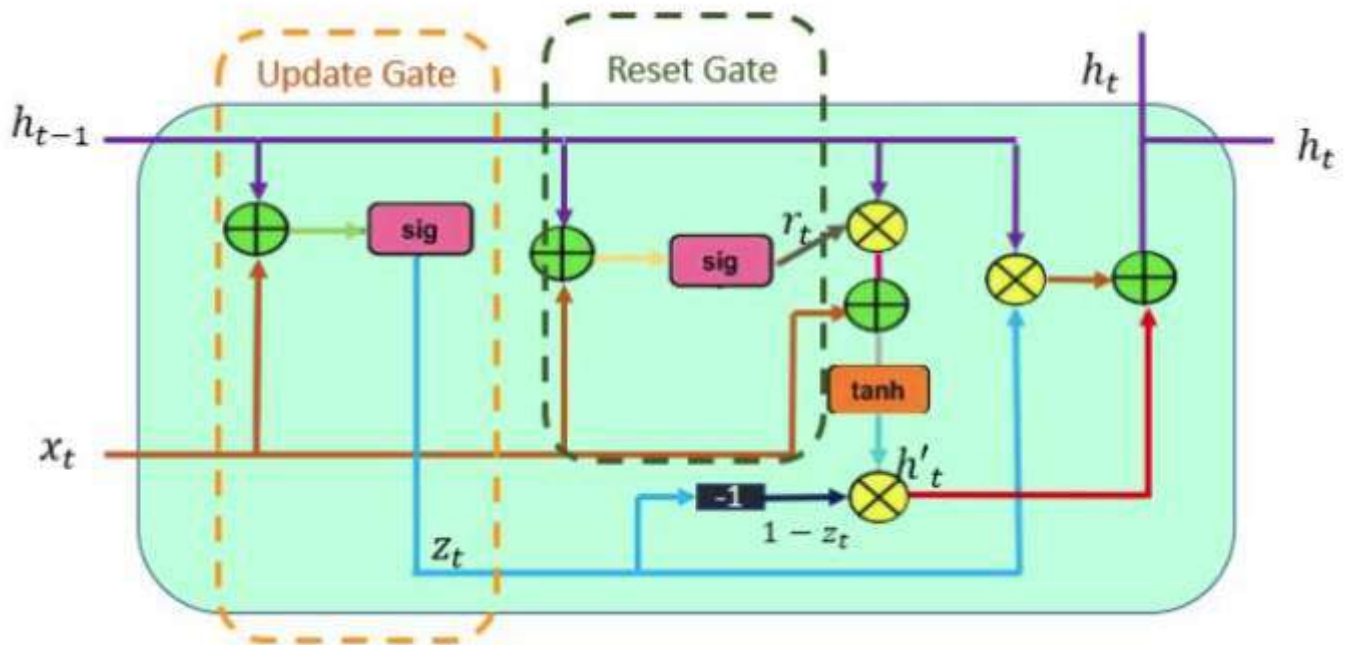 Update Gate
Reset Gate
h_t
h_{t-1}
h_t
sig
r_t
sig
tanh
x_t
h'_t
-1
1 - z_t
z_t